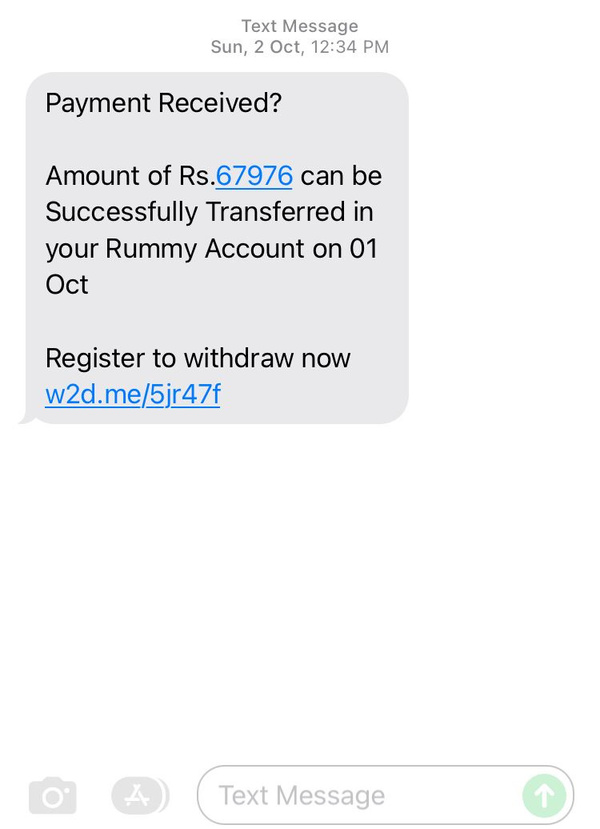 Text Message
Sun, 2 Oct, 12:34 PM
Payment Received?
Amount of Rs.67976 can be
Successfully Transferred in
your Rummy Account on 01
Oct
Register to withdraw now
w2d.me/5jr47f
Text Message